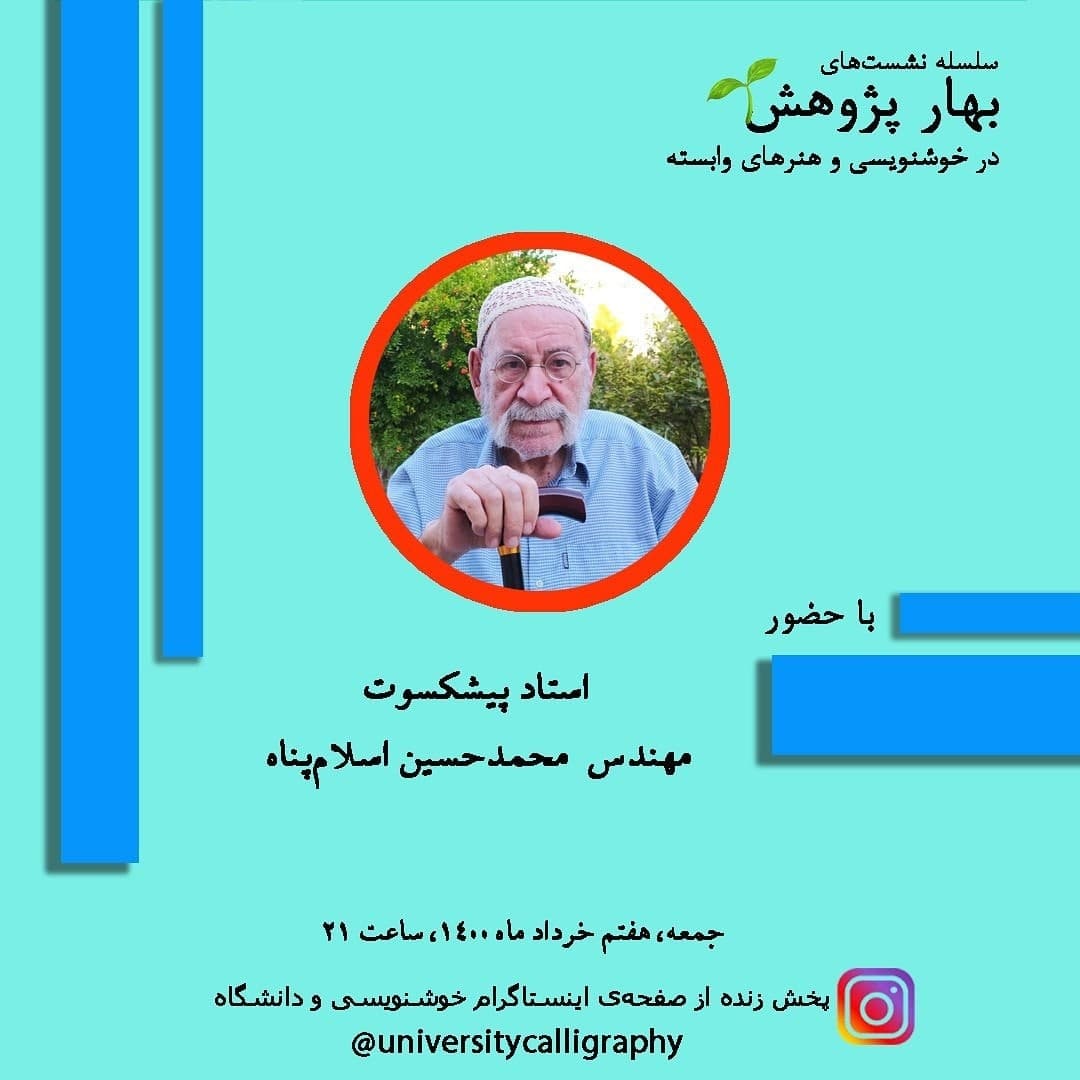 سلسله نشست‌های
بهار پژوهش
در خوشنویسی و هنرهای وابسته
با حضور
استاد پیشکسوت
مهندس محمدحسین اسلام‌پناه
جمعه، هفتم خرداد ماه ۱۴۰۰، ساعت ۲۱
پخش زنده از صفحه‌ی اینستاگرام خوشنویسی و دانشگاه
@universitycalligraphy